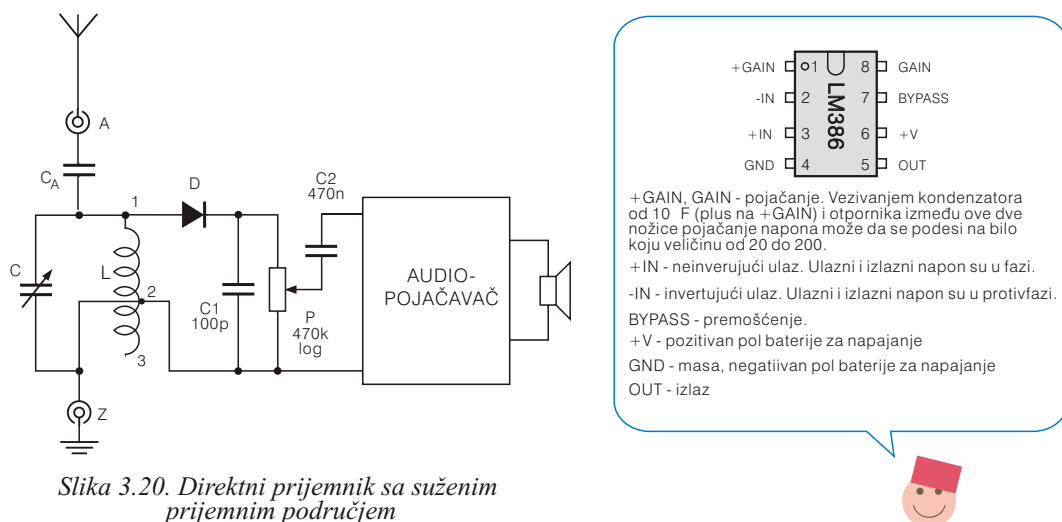 A
C_A
D
C2
470n
1
C
L
2
3
C1
100p
P
470k
log
AUDIO-
POJAČAVAČ
Z
Slika 3.20. Direktni prijemnik sa suženim
prijemnim područjem
+GAIN 1 8 GAIN
-IN 2 7 BYPASS
+IN 3 6 +V
GND 4 5 OUT
LM386
+GAIN, GAIN - pojačanje. Vezivanjem kondenzatora
od 10 F (plus na +GAIN) i otpornika između ove dve
nožice pojačanje napona može da se podesi na bilo
koju veličinu od 20 do 200.
+IN - neinverujući ulaz. Ulazni i izlazni napon su u fazi.
-IN - invertujući ulaz. Ulazni i izlazni napon su u protivfazi.
BYPASS - premošćenje.
+V - pozitivan pol baterije za napajanje
GND - masa, negatiivan pol baterije za napajanje
OUT - izlaz